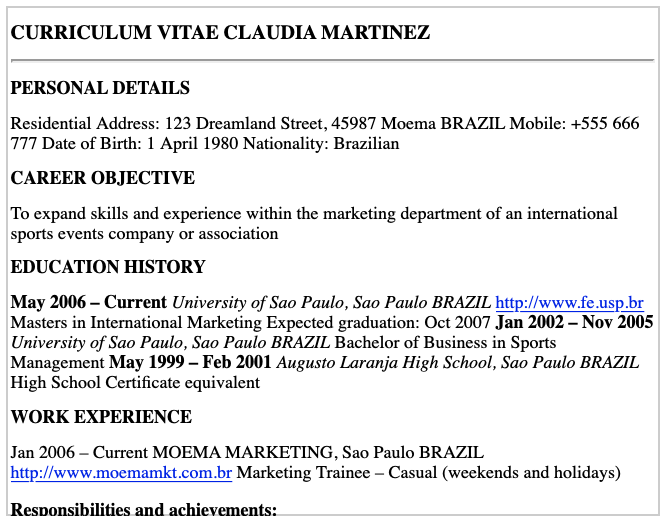 CURRICULUM VITAE CLAUDIA MARTINEZ
PERSONAL DETAILS
Residential Address: 123 Dreamland Street, 45987 Moema BRAZIL Mobile: +555 666
777 Date of Birth: 1 April 1980 Nationality: Brazilian
CAREER OBJECTIVE
To expand skills and experience within the marketing department of an international
sports events company or association
EDUCATION HISTORY
May 2006 – Current University of Sao Paulo, Sao Paulo BRAZIL http://www.fe.usp.br
Masters in International Marketing Expected graduation: Oct 2007 Jan 2002 – Nov 2005
University of Sao Paulo, Sao Paulo BRAZIL Bachelor of Business in Sports
Management May 1999 – Feb 2001 Augusto Laranja High School, Sao Paulo BRAZIL
High School Certificate equivalent
WORK EXPERIENCE
Jan 2006 – Current MOEMA MARKETING, Sao Paulo BRAZIL
http://www.moemamkt.com.br Marketing Trainee – Casual (weekends and holidays)
Responsibilities and achievements: